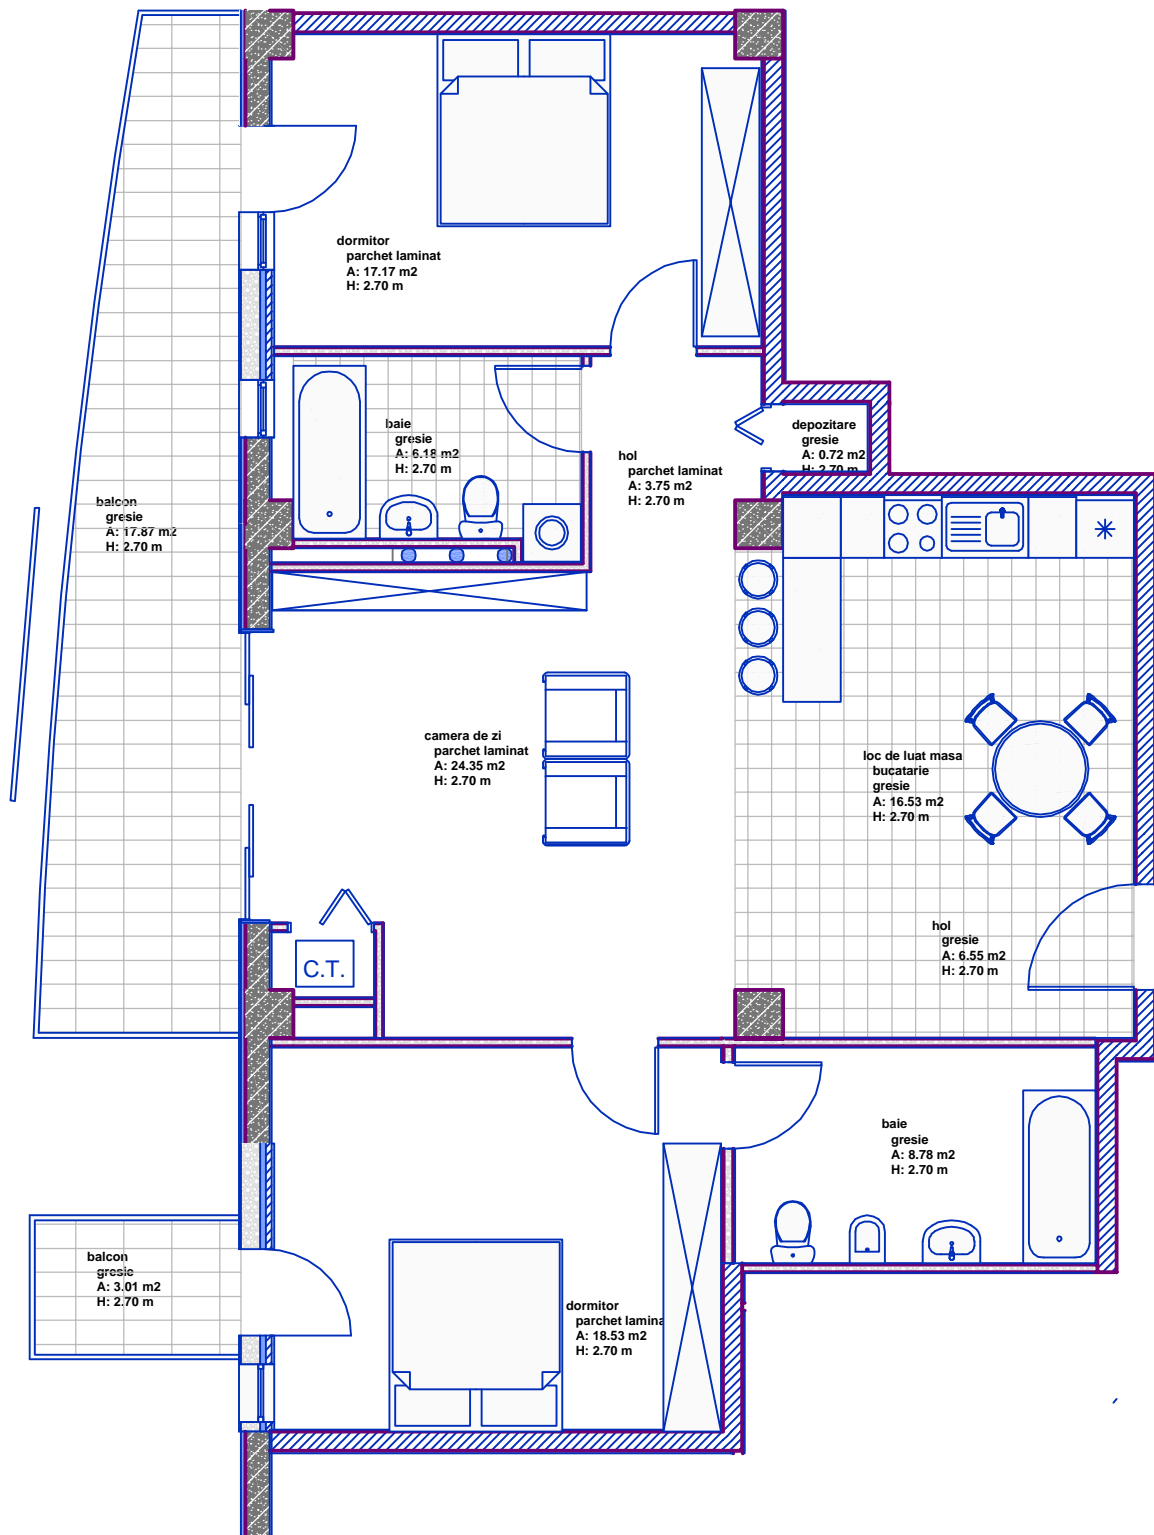 dormitor
parchet laminat
A: 17.17 m2
H: 2.70 m
baie
gresie
A: 6.18 m2
H: 2.70 m
depozitare
gresie
A: 0.72 m2
H: 2.70 m
hol
parchet laminat
A: 3.75 m2
H: 2.70 m
balcon
gresie
A: 17.87 m2
H: 2.70 m
camera de zi
parchet laminat
A: 24.35 m2
H: 2.70 m
loc de luat masa
bucatarie
gresie
A: 16.53 m2
H: 2.70 m
hol
gresie
A: 6.55 m2
H: 2.70 m
C.T.
baie
gresie
A: 8.78 m2
H: 2.70 m
balcon
gresie
A: 3.01 m2
H: 2.70 m
dormitor
parchet lamina
A: 18.53 m2
H: 2.70 m